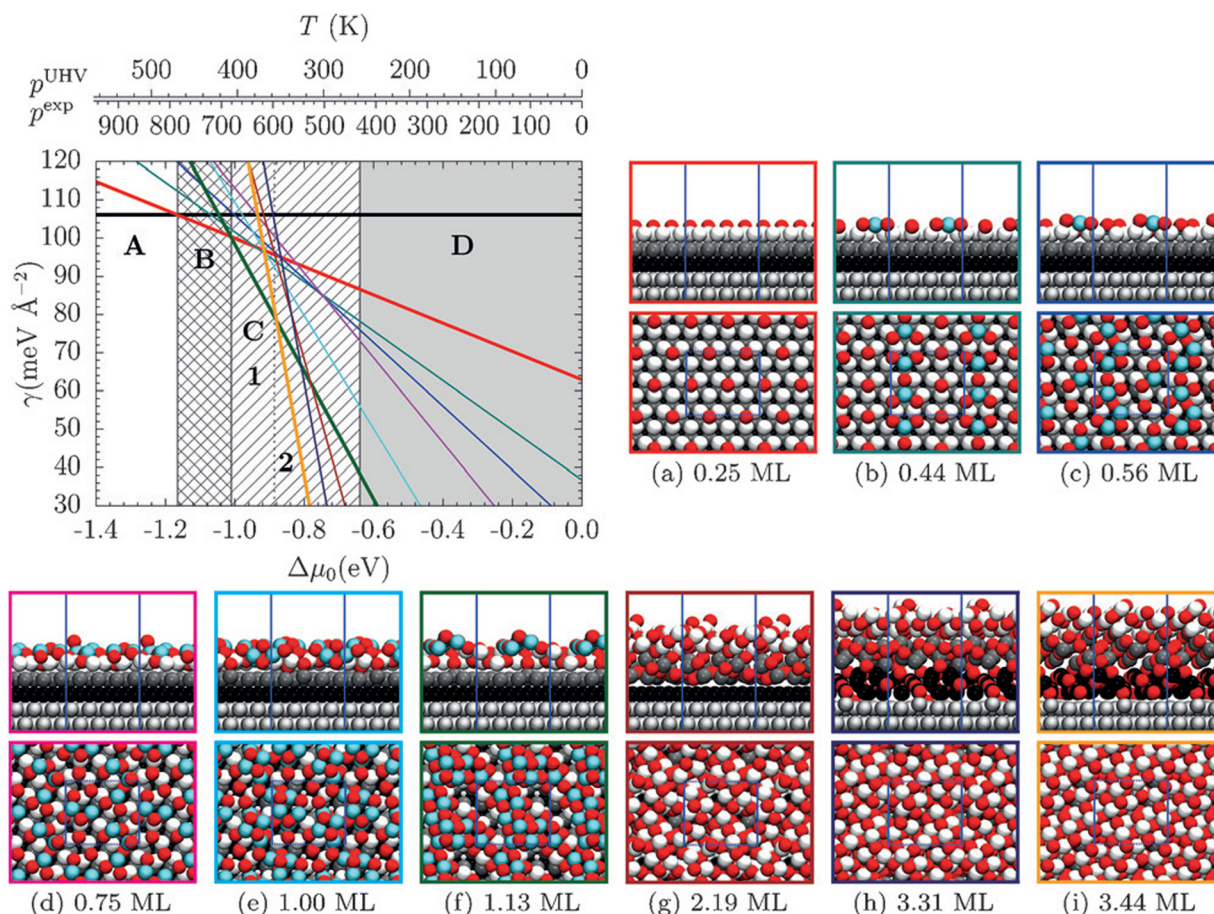 T (K)
pᵁᴴⱽ 500 400 300 200 100 0
pᵉˣᵖ 900 800 700 600 500 400 300 200 100 0
120
110
100
90
80
70
60
50
40
30
γ(meV Å⁻²)
A B C D
1
2
-1.4 -1.2 -1.0 -0.8 -0.6 -0.4 -0.2 0.0
Δμ₀(eV)
(a) 0.25 ML (b) 0.44 ML (c) 0.56 ML
(d) 0.75 ML (e) 1.00 ML (f) 1.13 ML (g) 2.19 ML (h) 3.31 ML (i) 3.44 ML